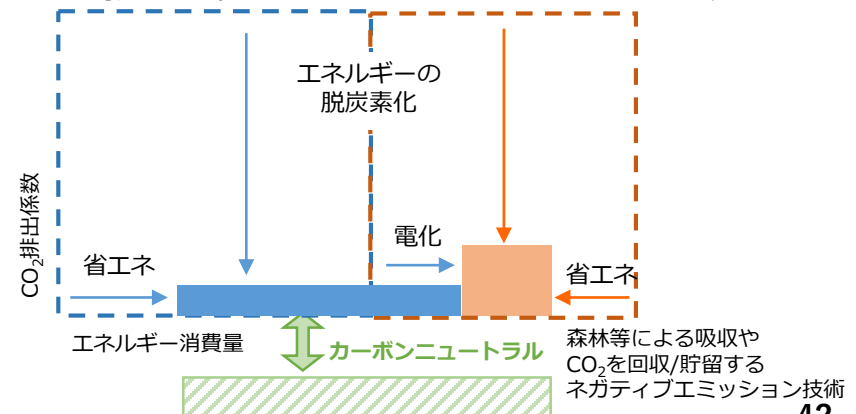 エネルギーの
脱炭素化
CO2排出係数
省エネ
電化
省エネ
エネルギー消費量
カーボンニュートラル
森林等による吸収や
CO2を回収/貯留する
ネガティブエミッション技術